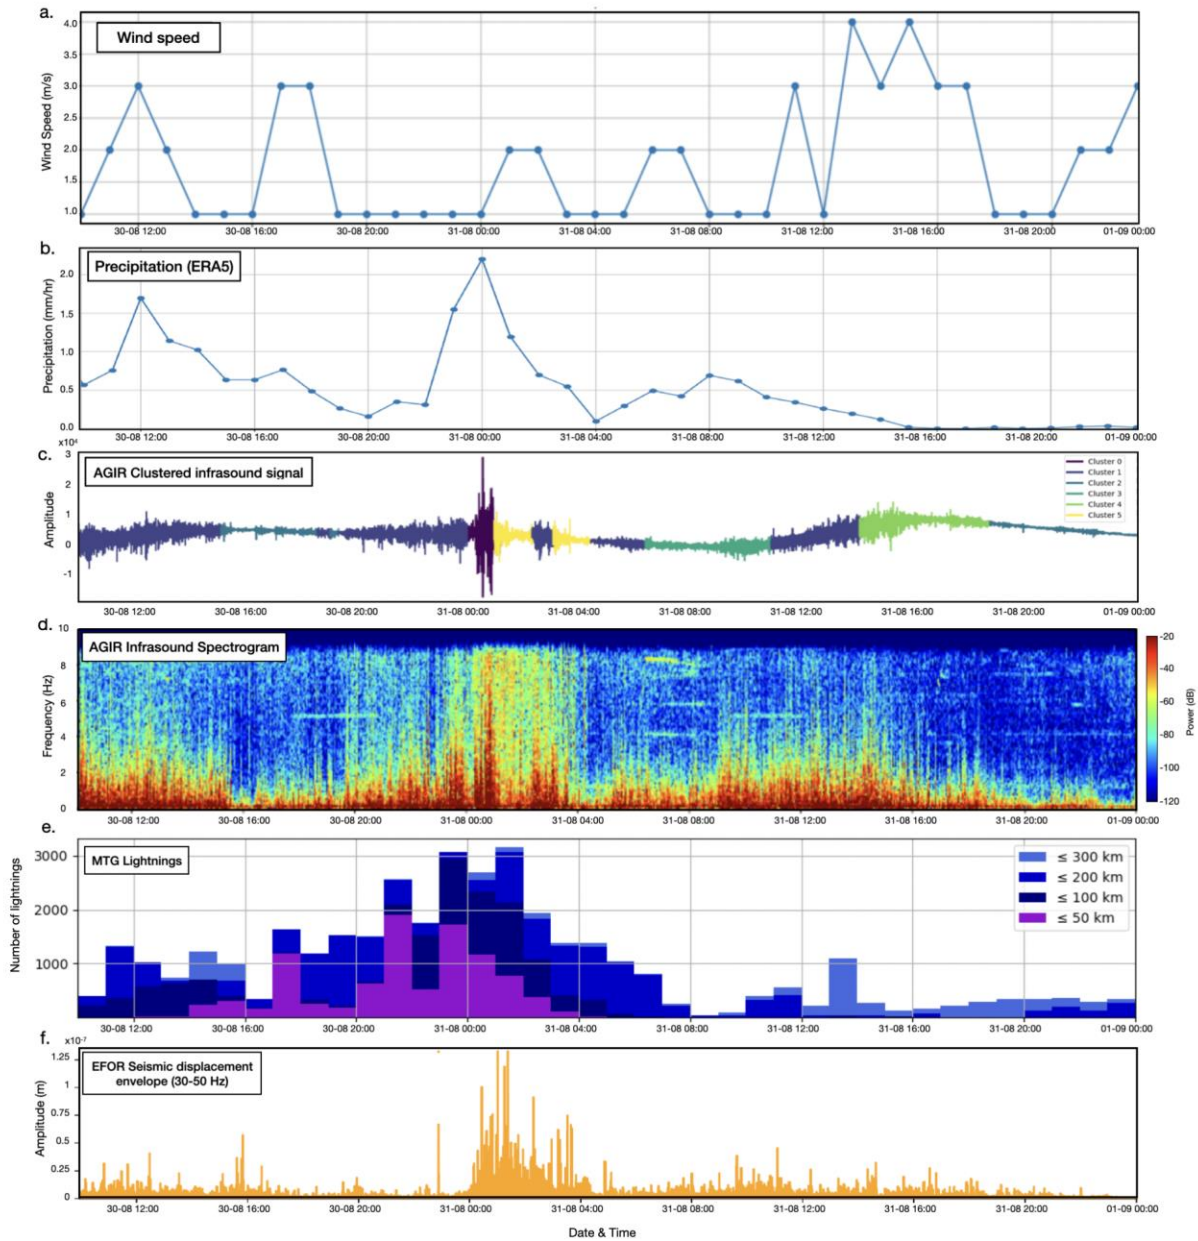 a.
Wind speed
Wind Speed (m/s)
4.0
3.5
3.0
2.5
2.0
1.5
1.0
30-08 12:00 30-08 16:00 30-08 20:00 31-08 00:00 31-08 04:00 31-08 08:00 31-08 12:00 31-08 16:00 31-08 20:00 01-09 00:00
b.
Precipitation (ERA5)
Precipitation (mm/hr)
2.0
1.5
1.0
0.5
0.0
30-08 12:00 30-08 16:00 30-08 20:00 31-08 00:00 31-08 04:00 31-08 08:00 31-08 12:00 31-08 16:00 31-08 20:00 01-09 00:00
c.
x10⁴
AGIR Clustered infrasound signal
Amplitude
3
2
1
0
-1
Cluster 0
Cluster 1
Cluster 2
Cluster 3
Cluster 4
Cluster 5
30-08 12:00 30-08 16:00 30-08 20:00 31-08 00:00 31-08 04:00 31-08 08:00 31-08 12:00 31-08 16:00 31-08 20:00 01-09 00:00
d.
AGIR Infrasound Spectrogram
Frequency (Hz)
10
8
6
4
2
0
-20
-40
-60
-80
-100
-120
Power (dB)
30-08 12:00 30-08 16:00 30-08 20:00 31-08 00:00 31-08 04:00 31-08 08:00 31-08 12:00 31-08 16:00 31-08 20:00 01-09 00:00
e.
MTG Lightnings
Number of lightnings
3000
2000
1000
≤ 300 km
≤ 200 km
≤ 100 km
≤ 50 km
30-08 12:00 30-08 16:00 30-08 20:00 31-08 00:00 31-08 04:00 31-08 08:00 31-08 12:00 31-08 16:00 31-08 20:00 01-09 00:00
f.
x10⁻⁷
EFOR Seismic displacement
envelope (30-50 Hz)
Amplitude (m)
1.25
1
0.75
0.5
0.25
0
30-08 12:00 30-08 16:00 30-08 20:00 31-08 00:00 31-08 04:00 31-08 08:00 31-08 12:00 31-08 16:00 31-08 20:00 01-09 00:00
Date & Time